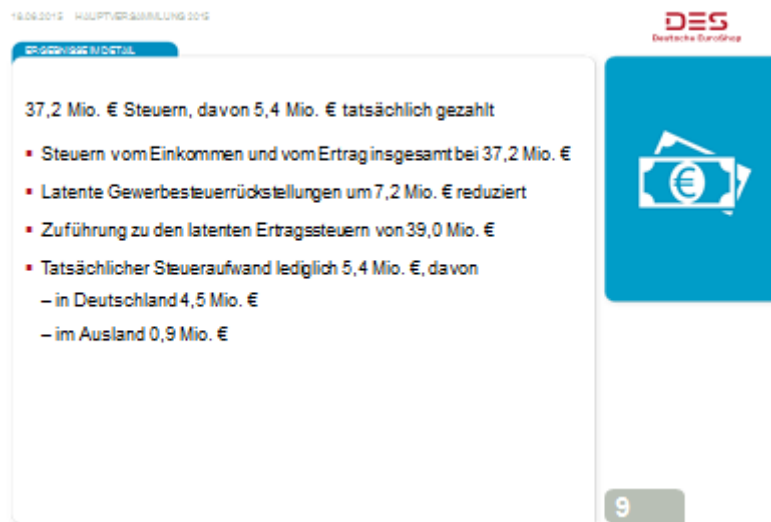 18.06.2015 HAUPTVERSAMMLUNG 2015
DES
Deutsche EuroShop
ERGEBNISSE IM DETAIL
37,2 Mio. € Steuern, davon 5,4 Mio. € tatsächlich gezahlt
▪ Steuern vom Einkommen und vom Ertrag insgesamt bei 37,2 Mio. €
▪ Latente Gewerbesteuerrückstellungen um 7,2 Mio. € reduziert
▪ Zuführung zu den latenten Ertragssteuern von 39,0 Mio. €
▪ Tatsächlicher Steueraufwand lediglich 5,4 Mio. €, davon
– in Deutschland 4,5 Mio. €
– im Ausland 0,9 Mio. €
€
9